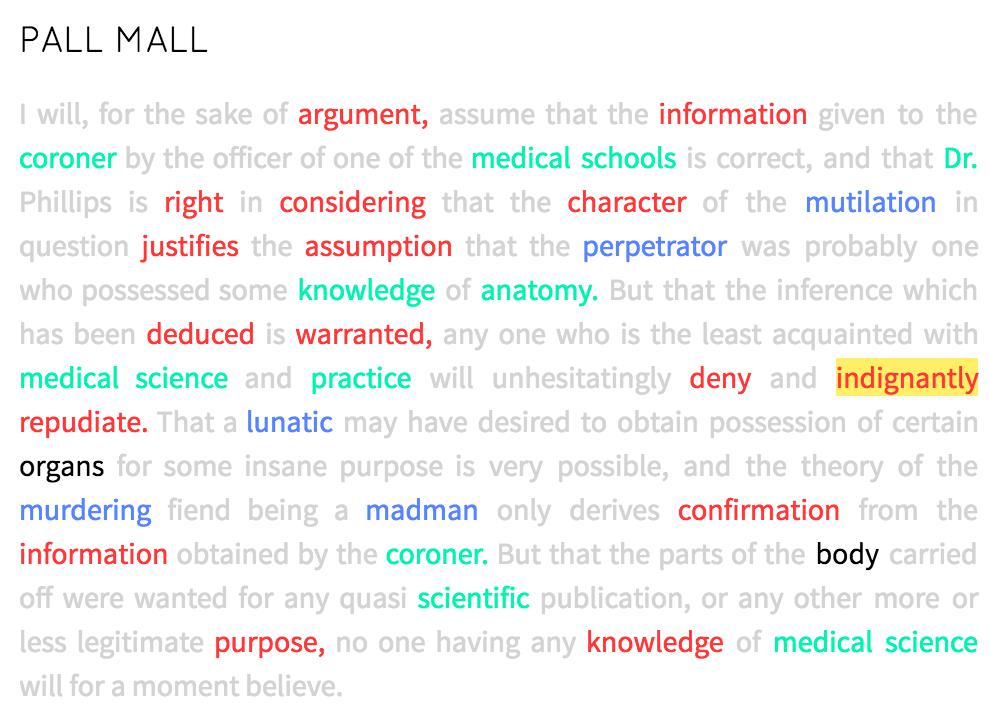 PALL MALL
I will, for the sake of argument, assume that the information given to the
coroner by the officer of one of the medical schools is correct, and that Dr.
Phillips is right in considering that the character of the mutilation in
question justifies the assumption that the perpetrator was probably one
who possessed some knowledge of anatomy. But that the inference which
has been deduced is warranted, any one who is the least acquainted with
medical science and practice will unhesitatingly deny and indignantly
repudiate. That a lunatic may have desired to obtain possession of certain
organs for some insane purpose is very possible, and the theory of the
murdering fiend being a madman only derives confirmation from the
information obtained by the coroner. But that the parts of the body carried
off were wanted for any quasi scientific publication, or any other more or
less legitimate purpose, no one having any knowledge of medical science
will for a moment believe.